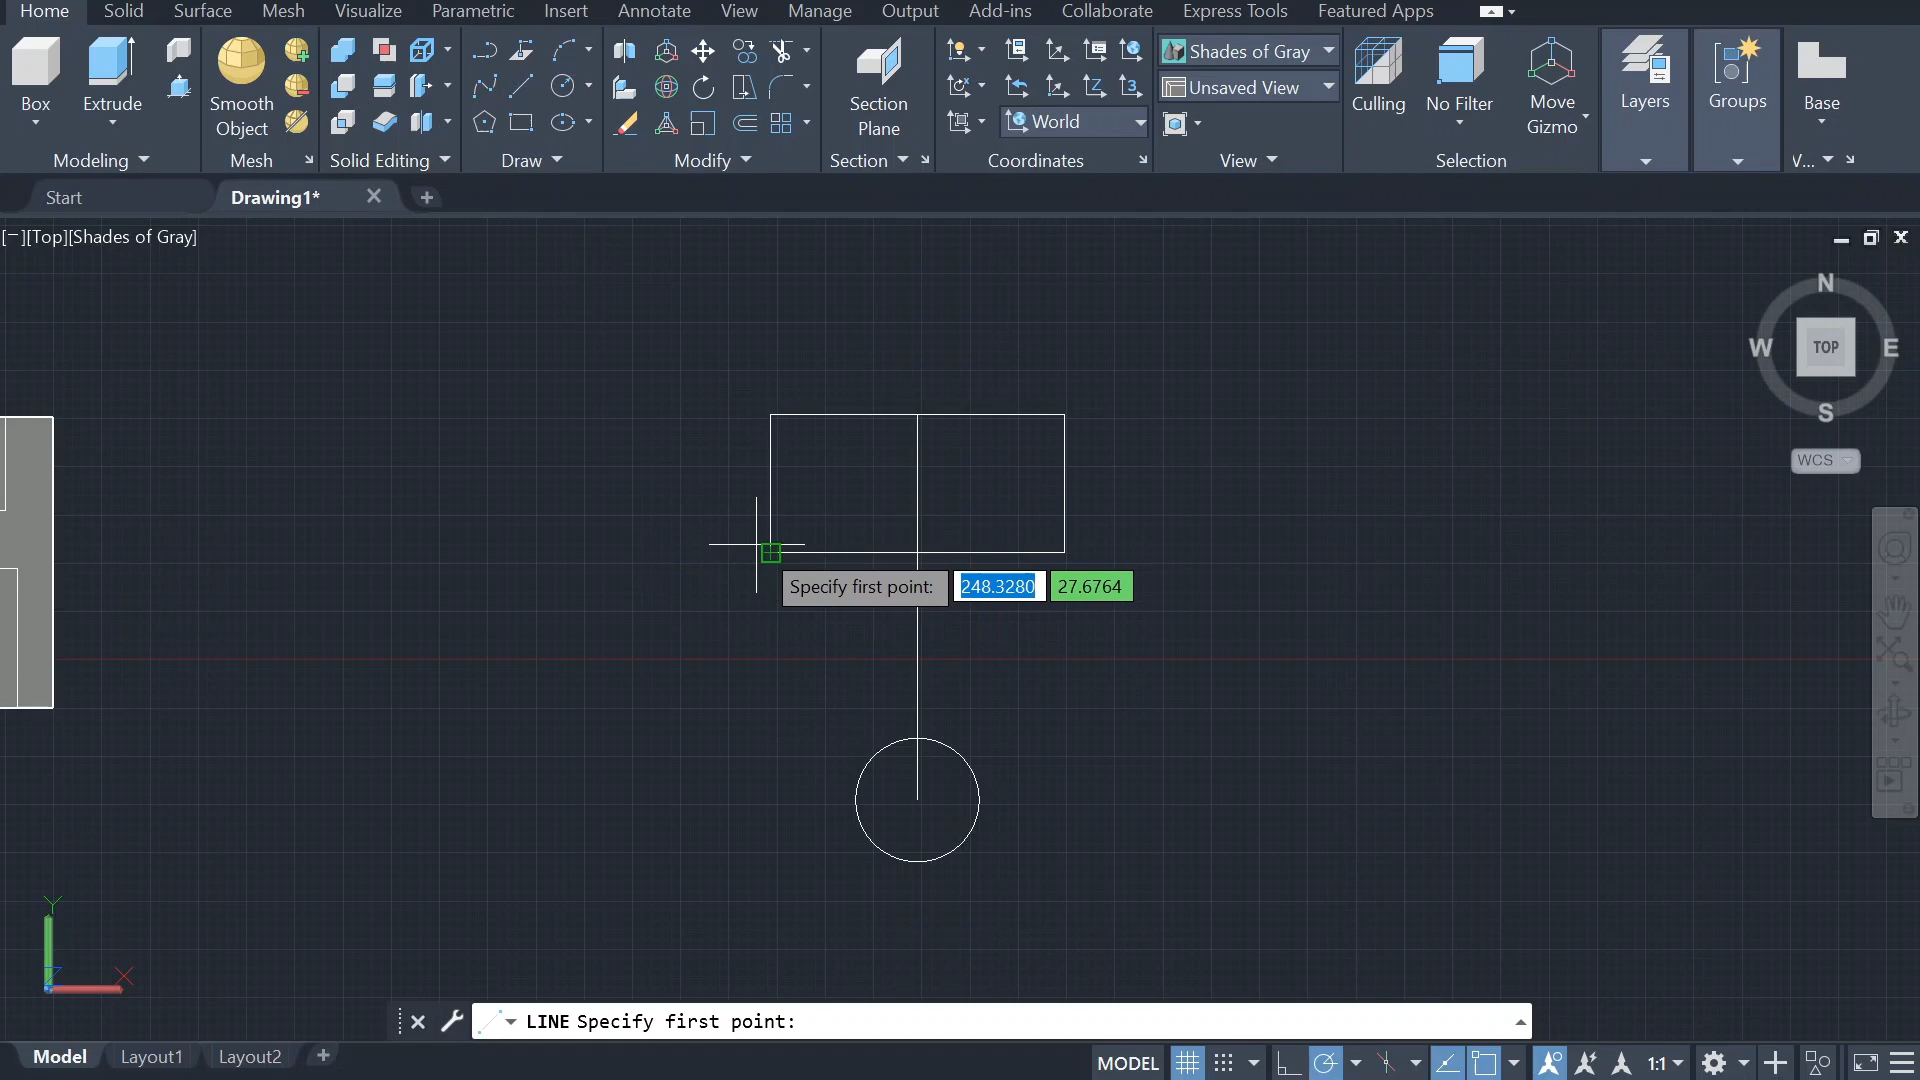 Home Solid Surface Mesh Visualize Parametric Insert Annotate View Manage Output Add-ins Collaborate Express Tools Featured Apps
Box
Extrude
Smooth
Object
Section
Plane
World
Shades of Gray
Unsaved View
Culling
No Filter
Move
Gizmo
Layers
Groups
Base
Modeling
Mesh
Solid Editing
Draw
Modify
Section
Coordinates
View
Selection
V...
Start
Drawing1*
[−][Top][Shades of Gray]
N
W
TOP
E
S
WCS
Specify first point: 248.3280 27.6764
Y
X
Z
LINE Specify first point:
Model Layout1 Layout2
MODEL
1:1